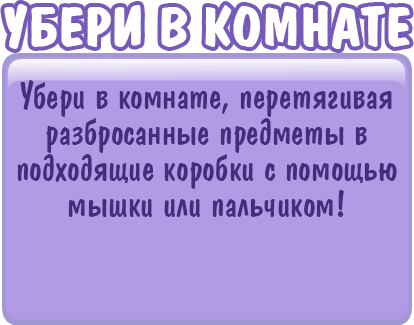 УБЕРИ В КОМНАТЕ
Убери в комнате, перетягивая
разбросанные предметы в
подходящие коробки с помощью
мышки или пальчиком!